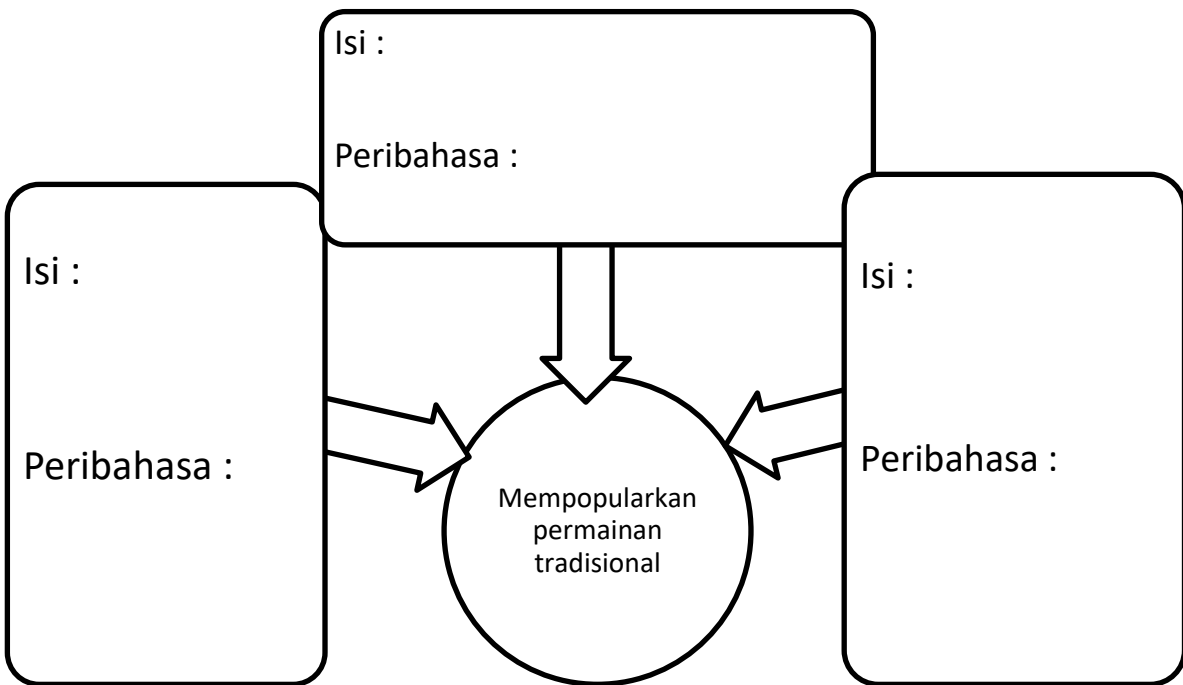 Isi :
Peribahasa :
Isi :
Peribahasa :
Isi :
Peribahasa :
Mempopularkan
permainan
tradisional